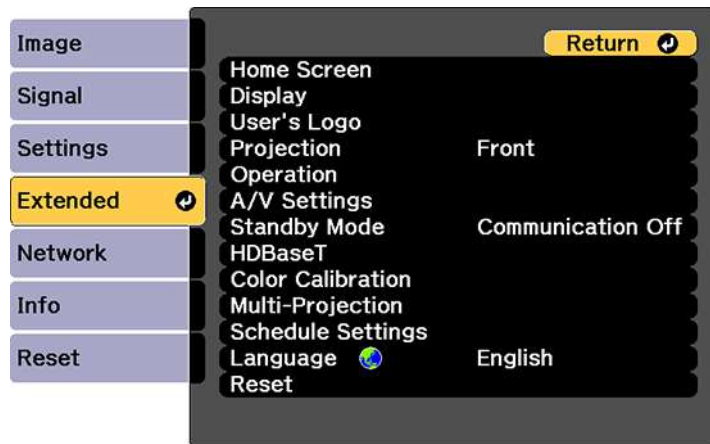 Image
Signal
Settings
Extended
Network
Info
Reset
Return
Home Screen
Display
User's Logo
Projection Front
Operation
A/V Settings
Standby Mode Communication Off
HDBaseT
Color Calibration
Multi-Projection
Schedule Settings
Language English
Reset